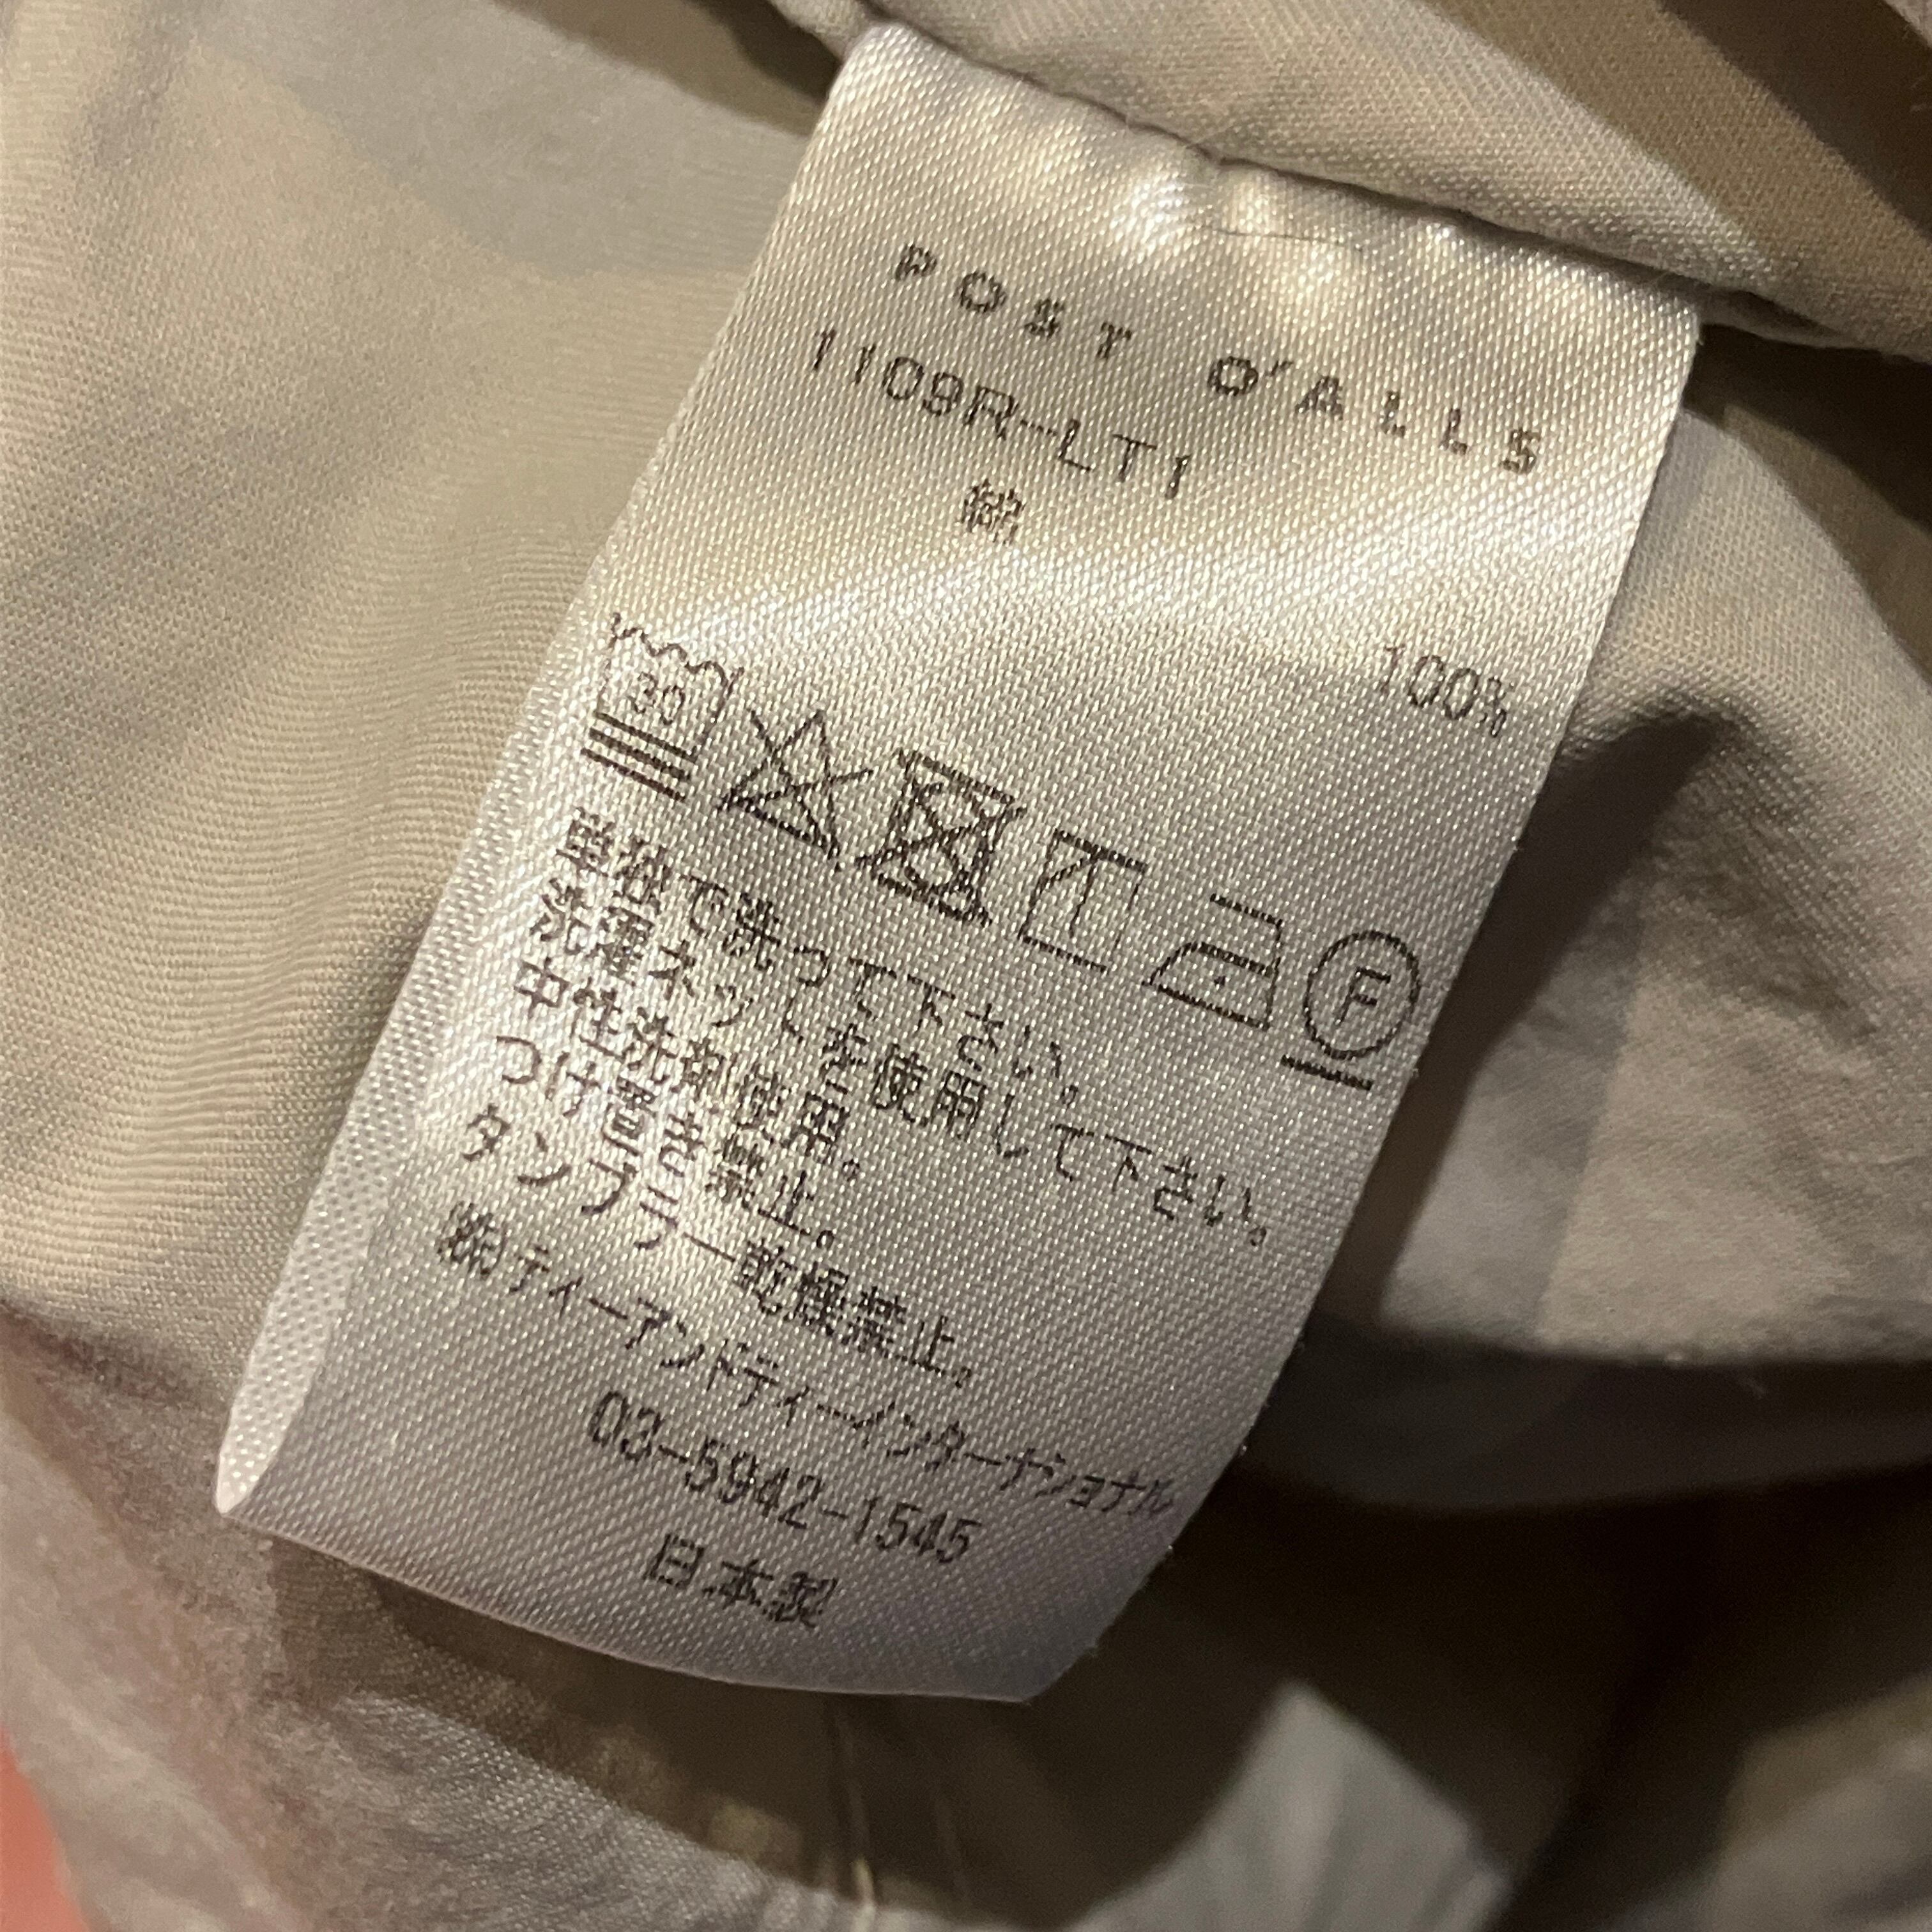 POST O'ALLS
1109R-LT1
綿
100%
30
F
単独で洗って下さい。
洗濯ネットを使用して下さい。
中性洗剤使用。
つけ置き禁止。
タンブラー乾燥禁止。
㈱ティーアンドティーインターナショナル
03-5942-1545
日本製